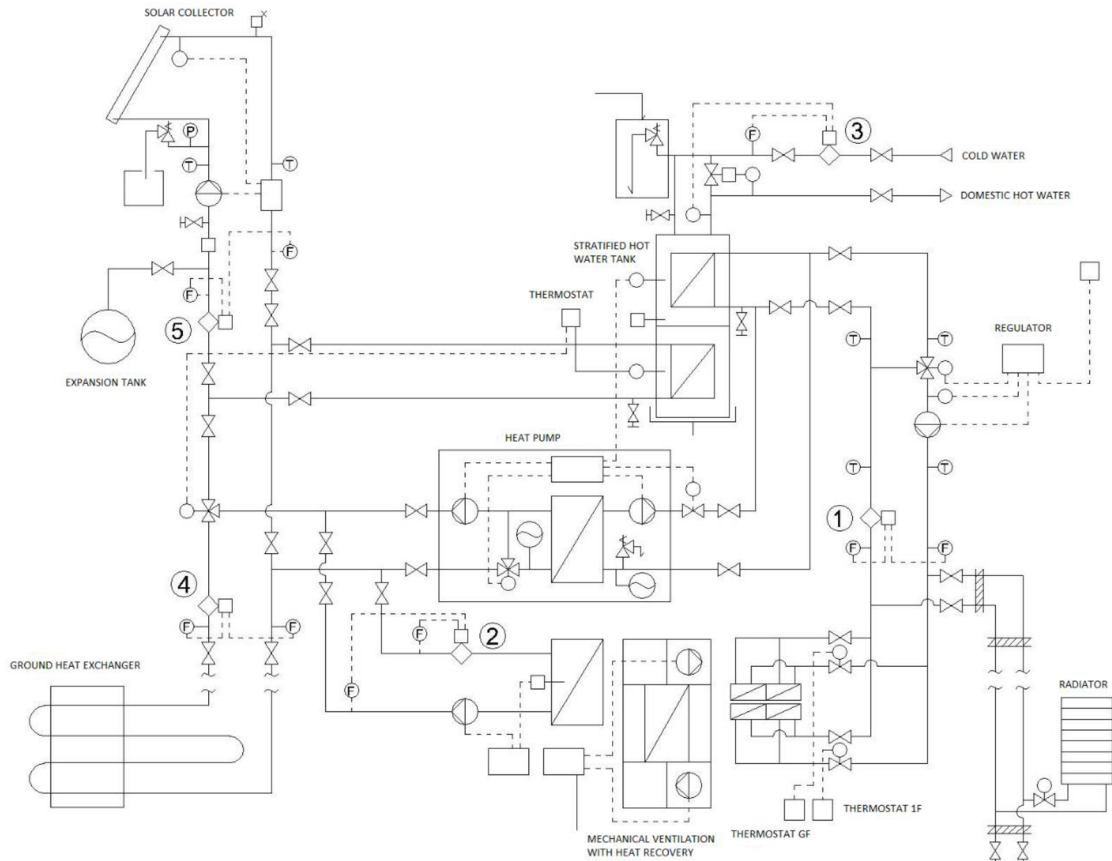 SOLAR COLLECTOR
X
P
T
T
F
F
5
EXPANSION TANK
3
F
COLD WATER
DOMESTIC HOT WATER
STRATIFIED HOT
WATER TANK
THERMOSTAT
REGULATOR
T
T
HEAT PUMP
T
T
1
F
F
4
F
F
2
F
F
GROUND HEAT EXCHANGER
RADIATOR
MECHANICAL VENTILATION
WITH HEAT RECOVERY
THERMOSTAT GF
THERMOSTAT 1F